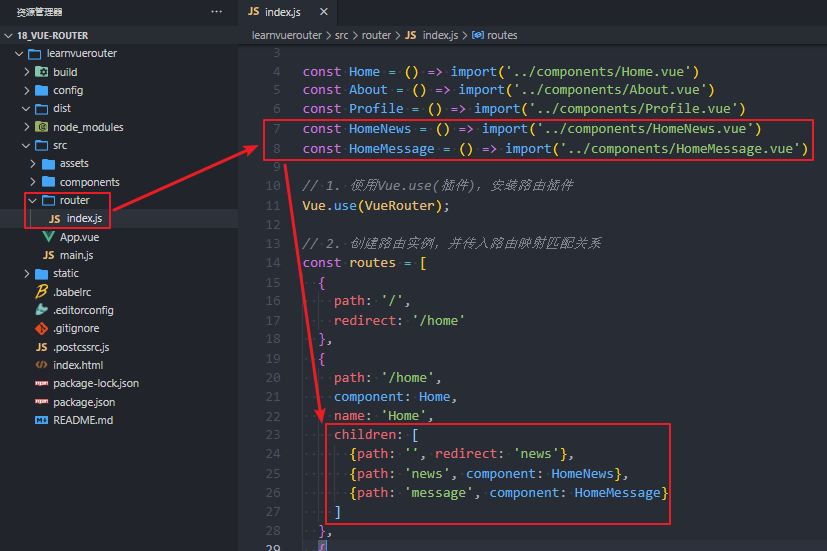 资源管理器
···
18_VUE-ROUTER
learnvuerouter
build
config
dist
node_modules
src
assets
components
router
JS index.js
App.vue
JS main.js
static
.babelrc
.editorconfig
.gitignore
JS .postcssrc.js
index.html
package-lock.json
package.json
README.md
JS index.js ×
learnvuerouter > src > router > JS index.js > routes
3
4 const Home = () => import('../components/Home.vue')
5 const About = () => import('../components/About.vue')
6 const Profile = () => import('../components/Profile.vue')
7 const HomeNews = () => import('../components/HomeNews.vue')
8 const HomeMessage = () => import('../components/HomeMessage.vue')
9
10 // 1. 使用Vue.use(插件), 安装路由插件
11 Vue.use(VueRouter);
12
13 // 2. 创建路由实例, 并传入路由映射匹配关系
14 const routes = [
15 {
16 path: '/',
17 redirect: '/home'
18 },
19 {
20 path: '/home',
21 component: Home,
22 name: 'Home',
23 children: [
24 {path: '', redirect: 'news'},
25 {path: 'news', component: HomeNews},
26 {path: 'message', component: HomeMessage}
27 ]
28 },
29 {